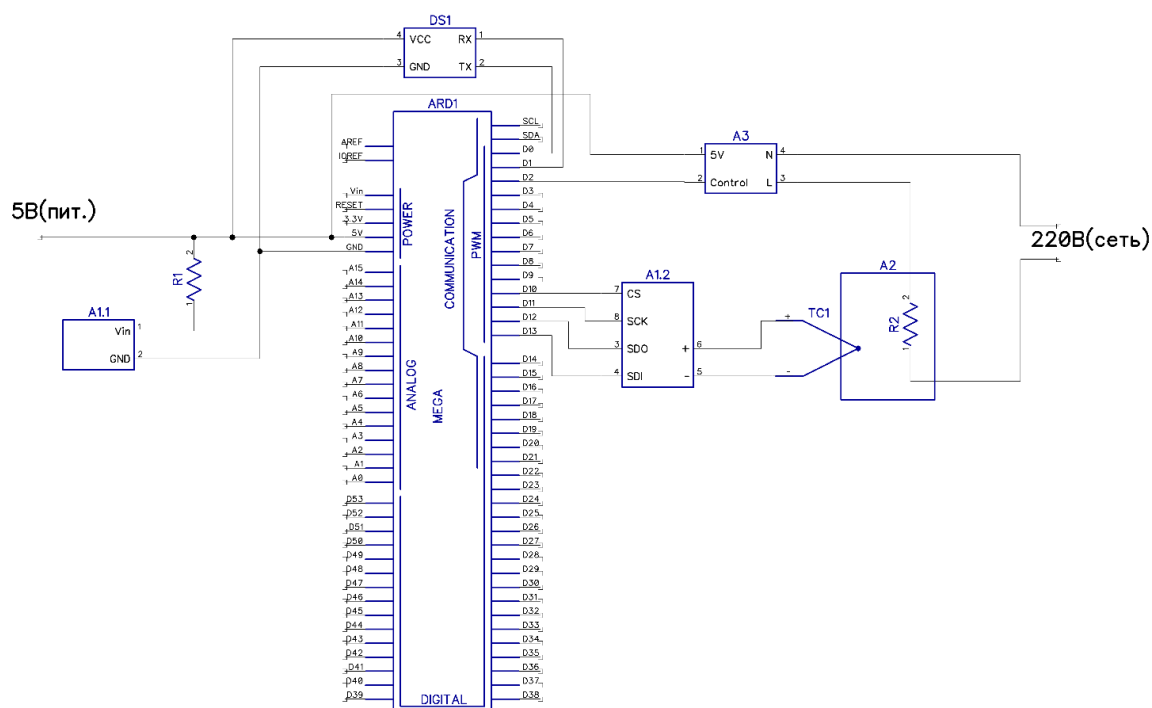 DS1
4 VCC RX 1
3 GND TX 2
ARD1
SCL
SDA
AREF D0
IOREF D1
D2
Vin D3
RESET D4
3.3V D5
5V D6
GND D7
D8
A15 D9
A14 D10
A13 D11
A12 D12
A11 D13
A10
A9 D14
A8 D15
A7 D16
A6 D17
A5 D18
A4 D19
A3 D20
A2 D21
A1 D22
A0 D23
D53 D24
D52 D25
D51 D26
D50 D27
D49 D28
D48 D29
D47 D30
D46 D31
D45 D32
D44 D33
D43 D34
D42 D35
D41 D36
D40 D37
D39 D38
POWER
COMMUNICATION
PWM
ANALOG
MEGA
DIGITAL
5В(пит.)
2
R1
1
A1.1
Vin 1
GND 2
A3
1 5V N 4
2 Control L 3
220В(сеть)
A1.2
7 CS
8 SCK
3 SDO + 6
4 SDI - 5
TC1
+
-
A2
2
R2
1